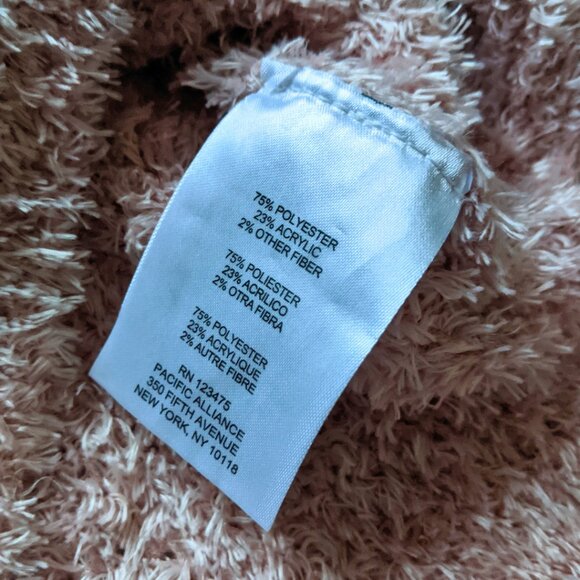 75% POLYESTER
23% ACRYLIC
2% OTHER FIBER
75% POLIESTER
23% ACRILICO
2% OTRA FIBRA
75% POLYESTER
23% ACRYLIQUE
2% AUTRE FIBRE
RN 123475
PACIFIC ALLIANCE
350 FIFTH AVENUE
NEW YORK, NY 10118